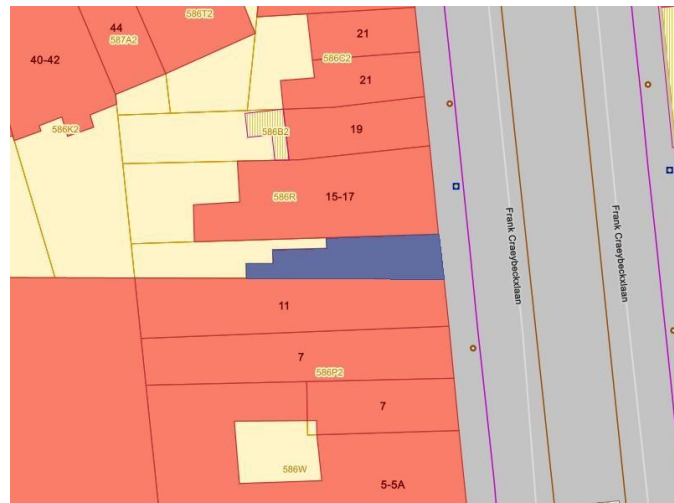 586T2
44
587A2
40-42
21
586C2
21
586K2
586B2
19
586R
15-17
Frank Craeybeckxlaan
Frank Craeybeckxlaan
11
7
586P2
7
586W
5-5A